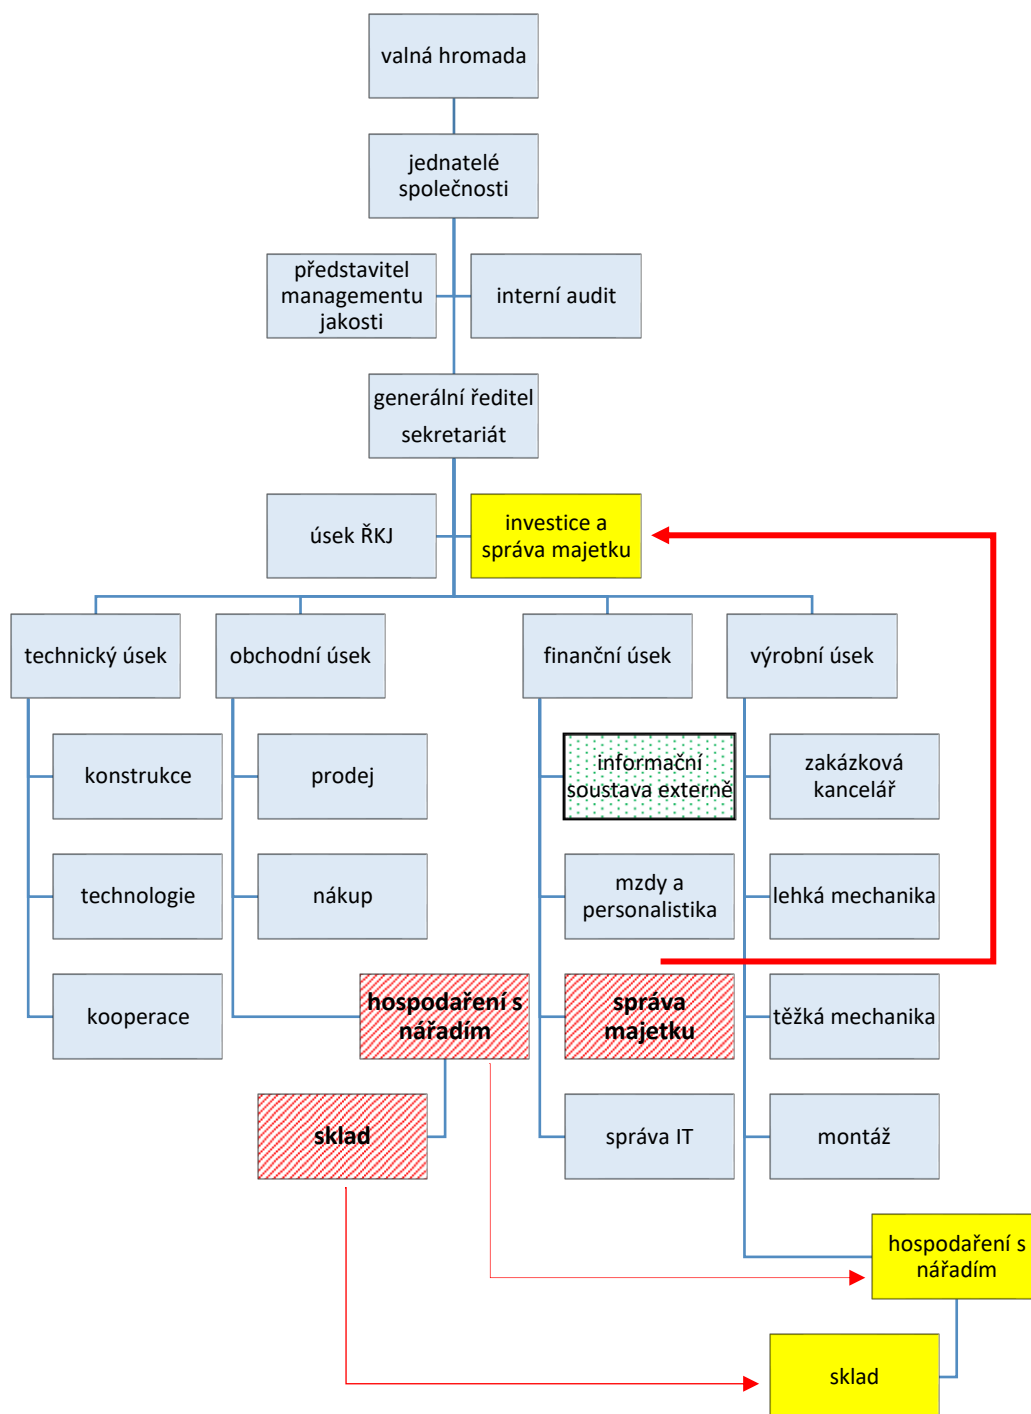 valná hromada
jednatelé
společnosti
představitel
managementu
jakosti
interní audit
generální ředitel
sekretariát
úsek ŘKJ
investice a
správa majetku
technický úsek
obchodní úsek
finanční úsek
výrobní úsek
konstrukce
prodej
informační
soustava externě
zakázková
kancelář
technologie
nákup
mzdy a
personalistika
lehká mechanika
kooperace
hospodaření s
nářadím
správa
majetku
těžká mechanika
sklad
správa IT
montáž
hospodaření s
nářadím
sklad